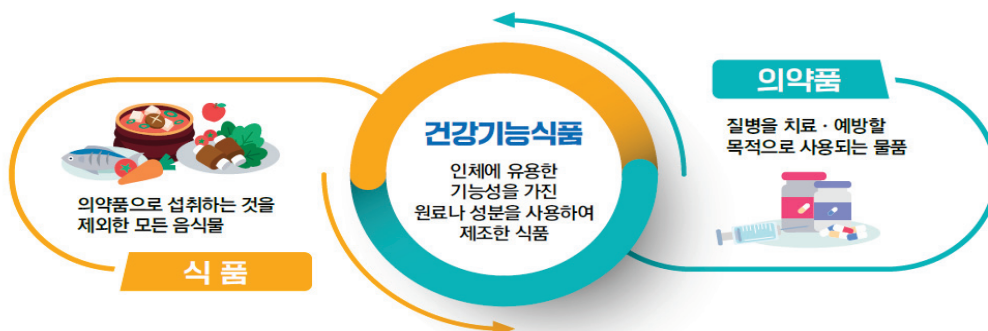 의약품으로 섭취하는 것을
제외한 모든 음식물
식품
건강기능식품
인체에 유용한
기능성을 가진
원료나 성분을 사용하여
제조한 식품
의약품
질병을 치료 · 예방할
목적으로 사용되는 물품